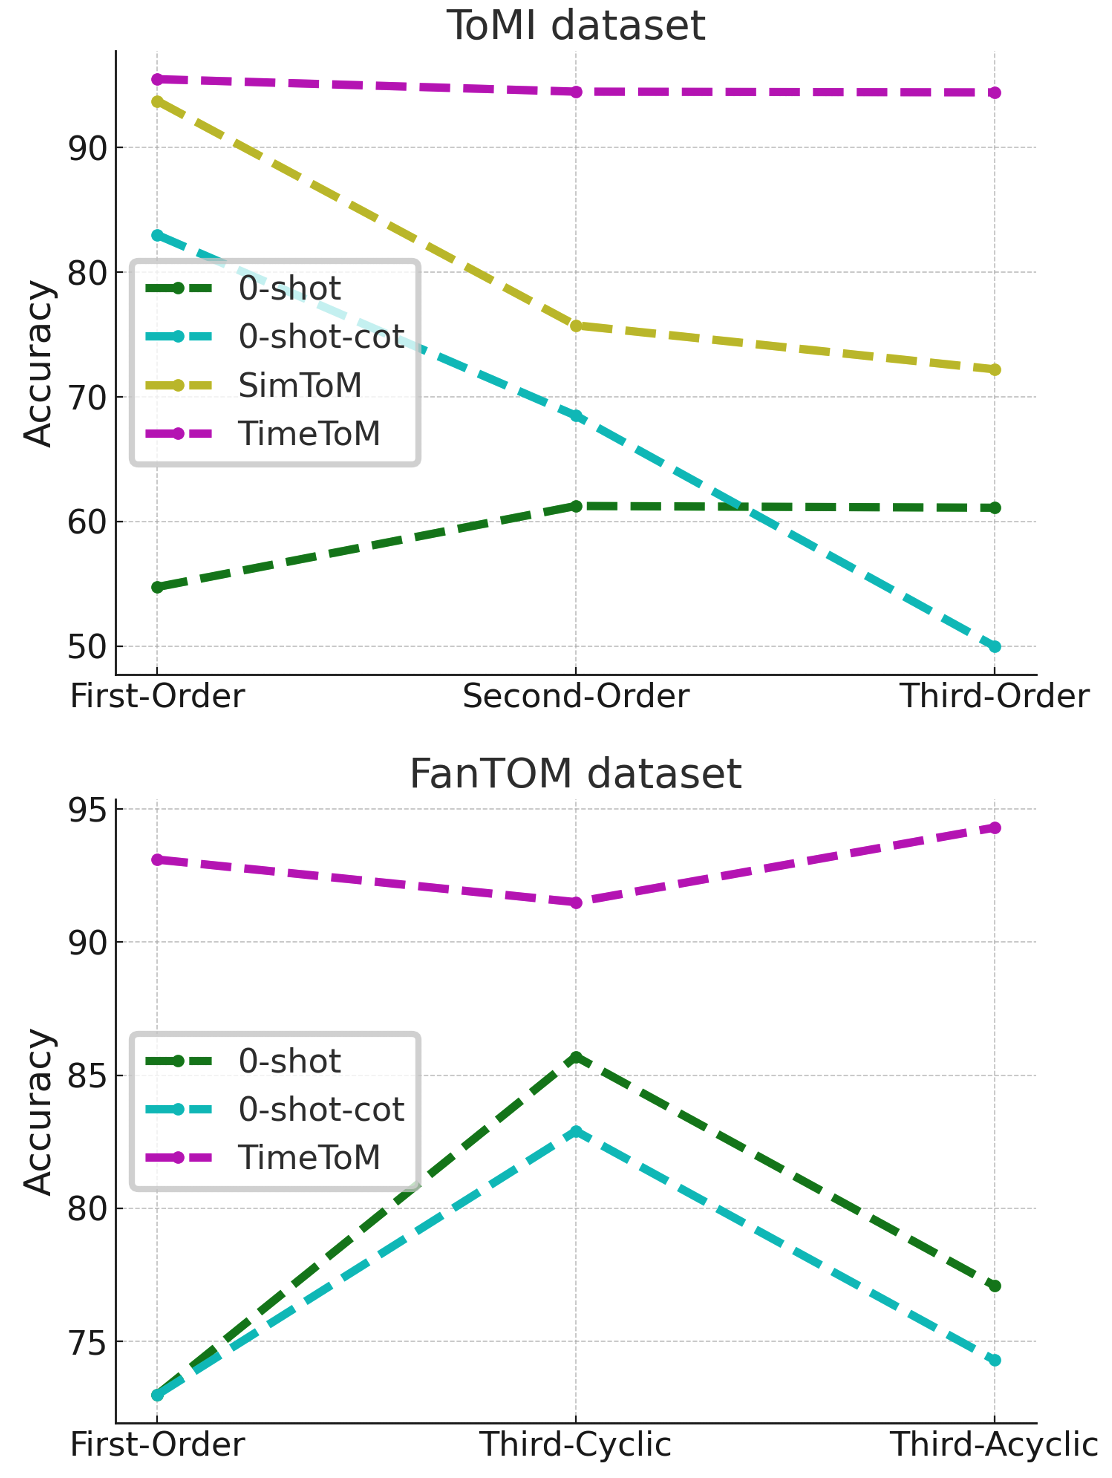 ToMI dataset
90
80
70
60
50
Accuracy
0-shot
0-shot-cot
SimToM
TimeToM
First-Order Second-Order Third-Order
FanTOM dataset
95
90
85
80
75
Accuracy
0-shot
0-shot-cot
TimeToM
First-Order Third-Cyclic Third-Acyclic